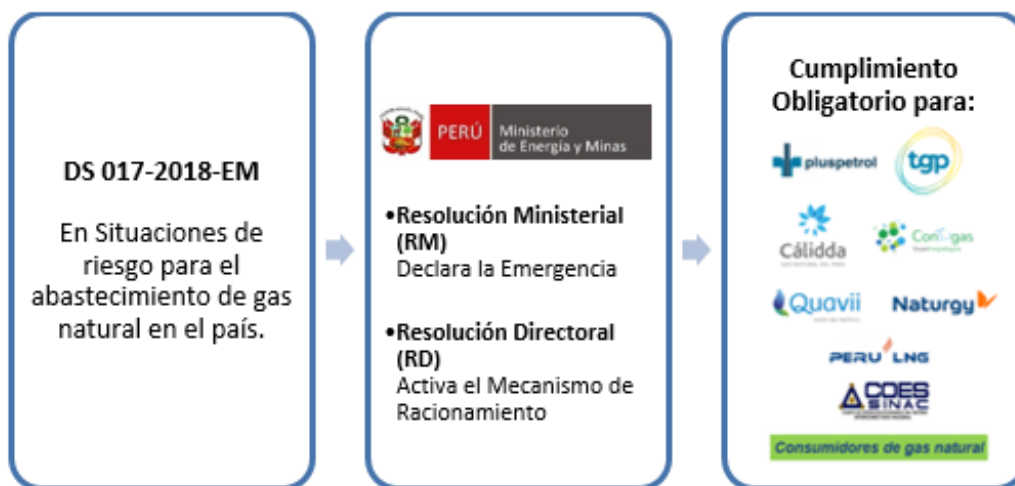 DS 017-2018-EM
En Situaciones de
riesgo para el
abastecimiento de gas
natural en el país.
PERÚ
Ministerio
de Energía y Minas
•Resolución Ministerial
(RM)
Declara la Emergencia
•Resolución Directoral
(RD)
Activa el Mecanismo de
Racionamiento
Cumplimiento
Obligatorio para:
pluspetrol
tgp
Cálidda
gas
Quavii
Naturgy
PERU LNG
COES
SINAC
Consumidores de gas natural